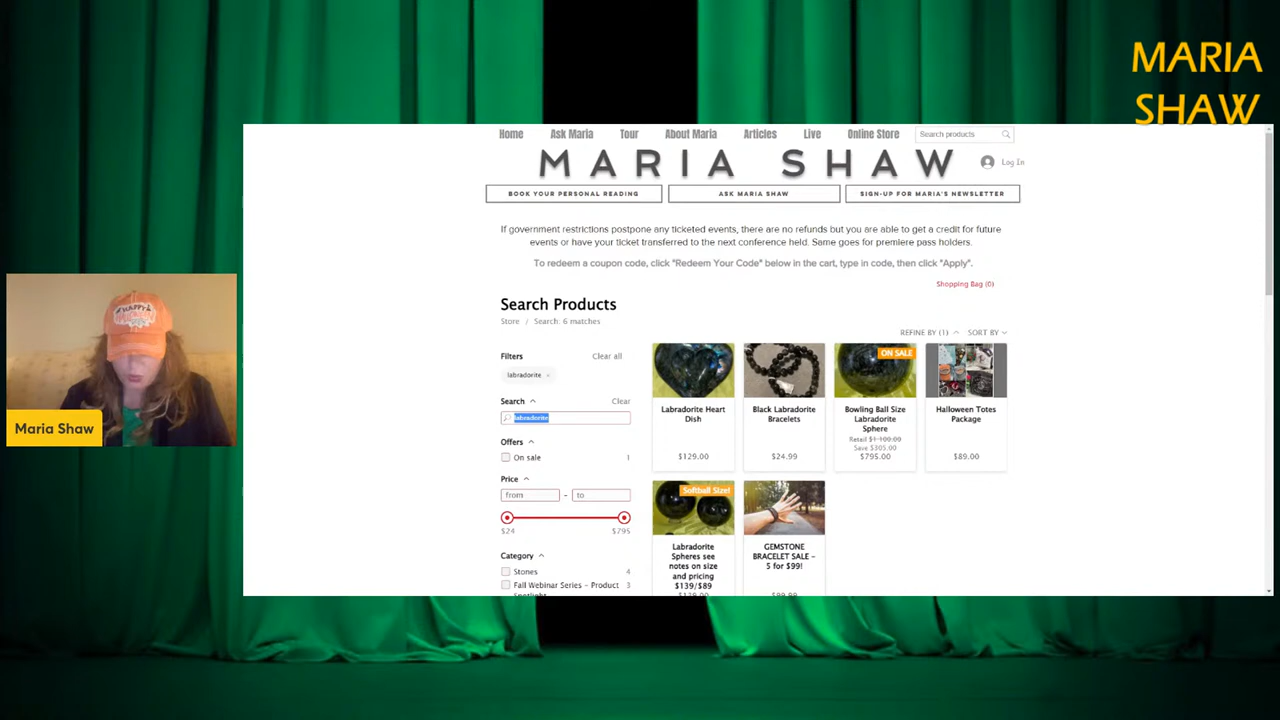 MARIA
SHAW
Home Ask Maria Tour About Maria Articles Live Online Store Search products
MARIA SHAW
Log In
BOOK YOUR PERSONAL READING
ASK MARIA SHAW
SIGN-UP FOR MARIA'S NEWSLETTER
If government restrictions postpone any ticketed events, there are no refunds but you are able to get a credit for future
events or have your ticket transferred to the next conference held. Same goes for premiere pass holders.
To redeem a coupon code, click "Redeem Your Code" below in the cart, type in code, then click "Apply".
Shopping Bag (0)
Search Products
Store / Search: 6 matches
REFINE BY (1) SORT BY
Filters Clear all
labradorite ×
Search Clear
labradorite
Offers
On sale 1
Price
from - to
$24 $795
Category
Stones 4
Fall Webinar Series - Product 3
Spotlight
Labradorite Heart
Dish
$129.00
Black Labradorite
Bracelets
$24.99
ON SALE
Bowling Ball Size
Labradorite
Sphere
Retail $1 100.00
Save $305.00
$795.00
Halloween Totes
Package
$89.00
Softball Size!
Labradorite
Spheres see
notes on size
and pricing
$139/$89
$139.00
GEMSTONE
BRACELET SALE -
5 for $99!
$99.99
Maria Shaw